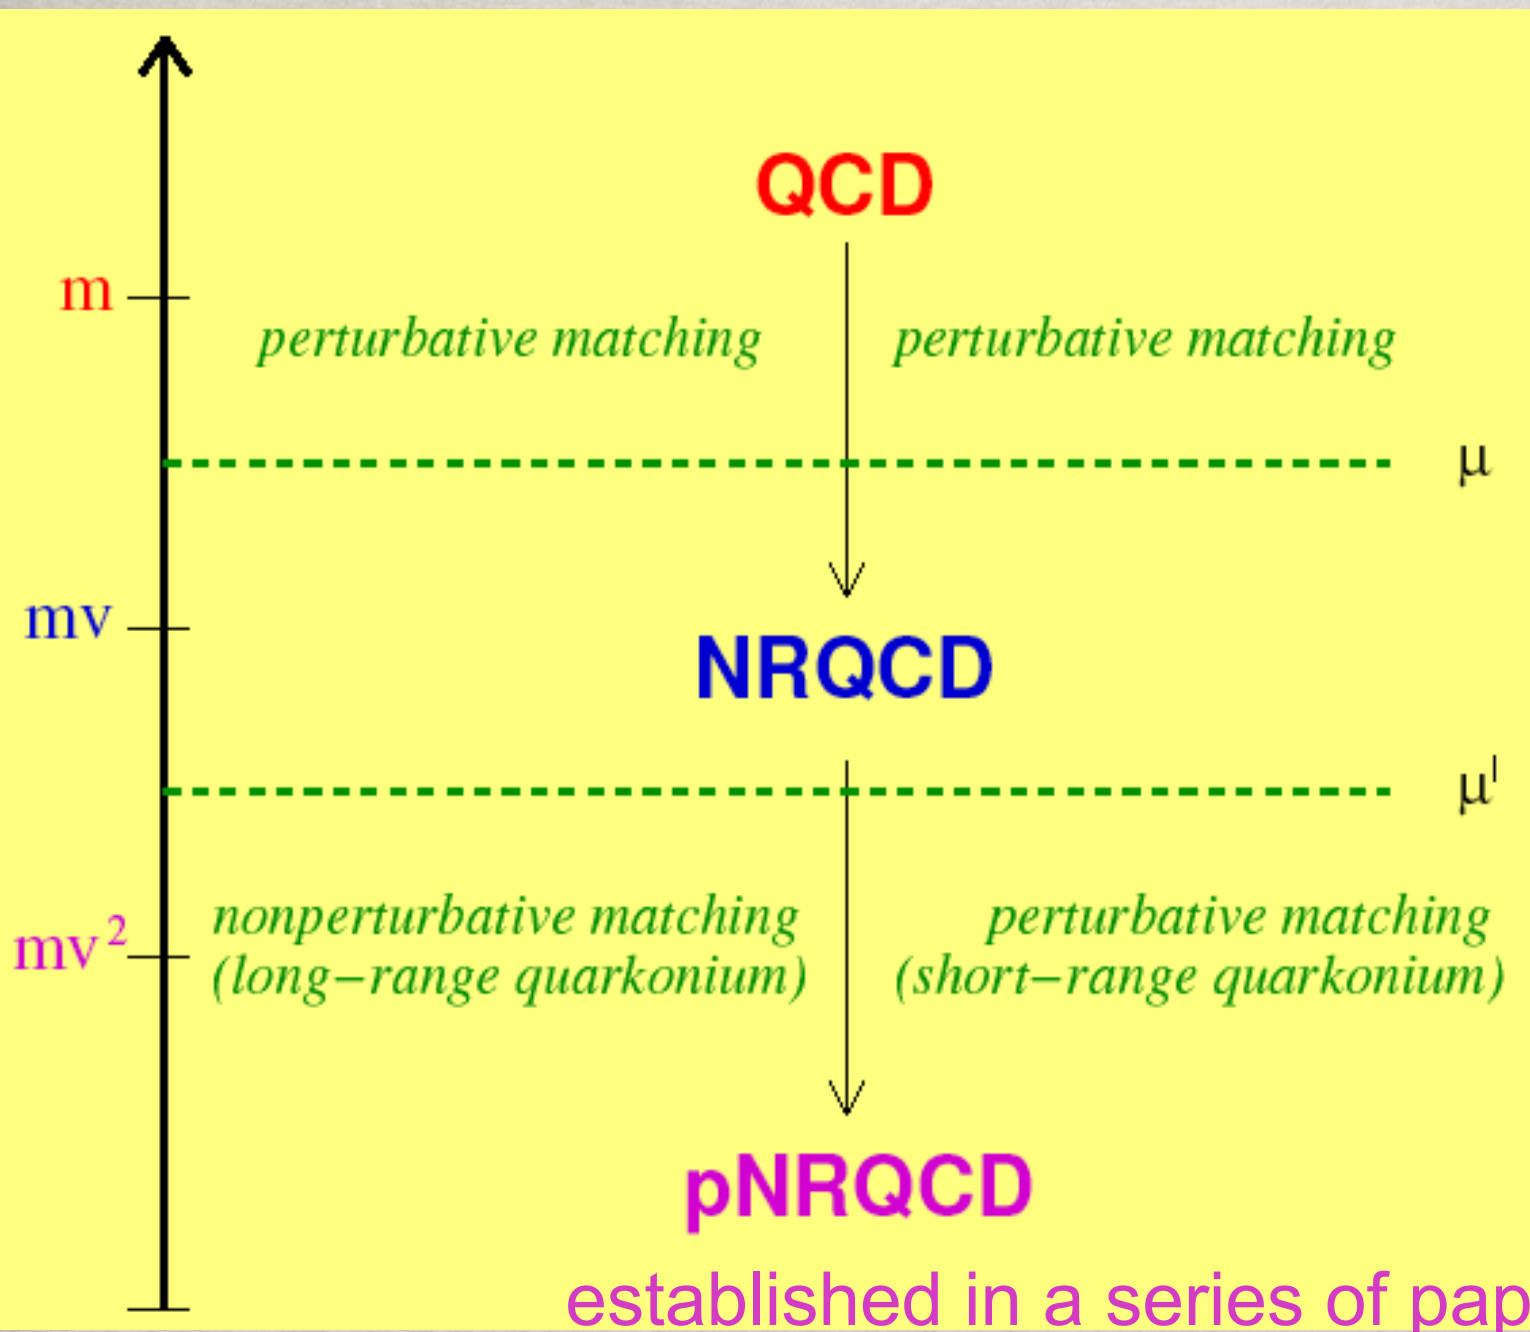 QCD
m
perturbative matching perturbative matching
μ
mv
NRQCD
μ'
mv²
nonperturbative matching perturbative matching
(long–range quarkonium) (short–range quarkonium)
pNRQCD
established in a series of pap